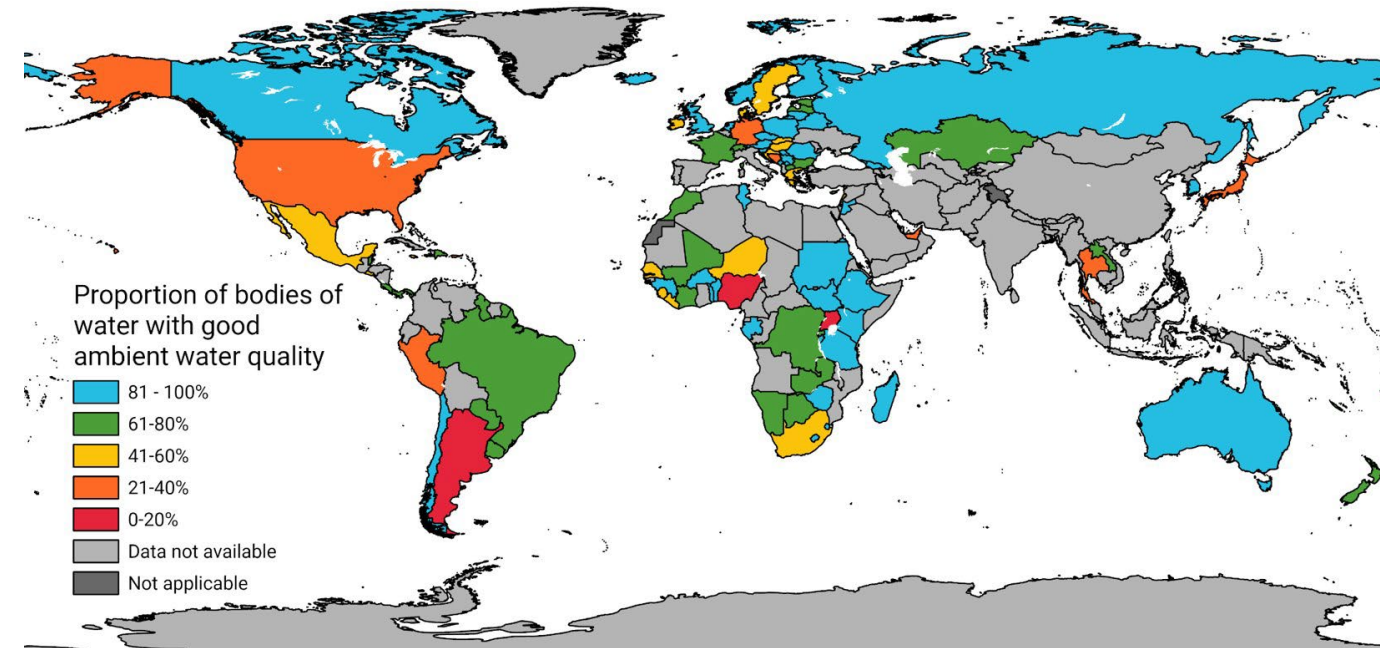 Proportion of bodies of
water with good
ambient water quality
81 - 100%
61-80%
41-60%
21-40%
0-20%
Data not available
Not applicable